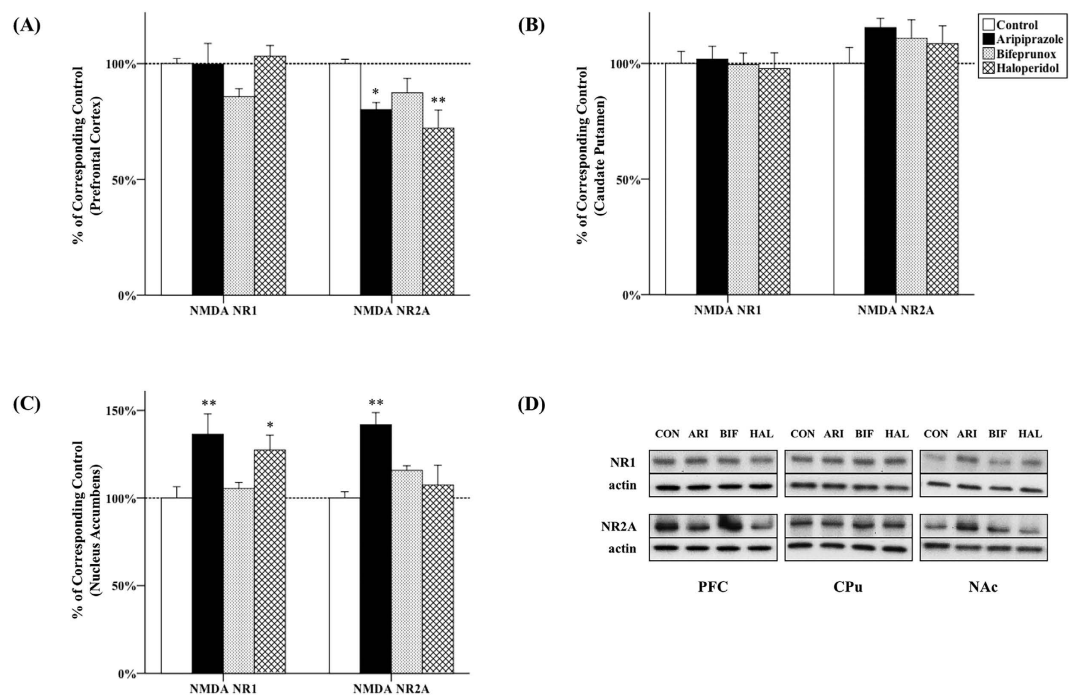 (A)
% of Corresponding Control
(Prefrontal Cortex)
100%
50%
0%
*
**
NMDA NR1
NMDA NR2A
(B)
% of Corresponding Control
(Caudate Putamen)
100%
50%
0%
NMDA NR1
NMDA NR2A
Control
Aripiprazole
Bifeprunox
Haloperidol
(C)
% of Corresponding Control
(Nucleus Accumbens)
150%
100%
50%
0%
**
*
**
NMDA NR1
NMDA NR2A
(D)
CON ARI BIF HAL CON ARI BIF HAL CON ARI BIF HAL
NR1
actin
NR2A
actin
PFC CPu NAc